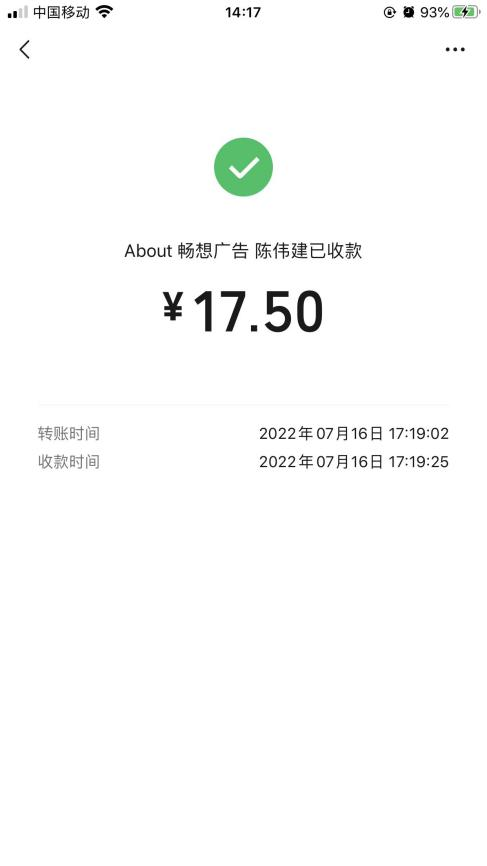 中国移动 14:17 93%
About 畅想广告 陈伟建已收款
¥17.50
转账时间 2022年07月16日 17:19:02
收款时间 2022年07月16日 17:19:25